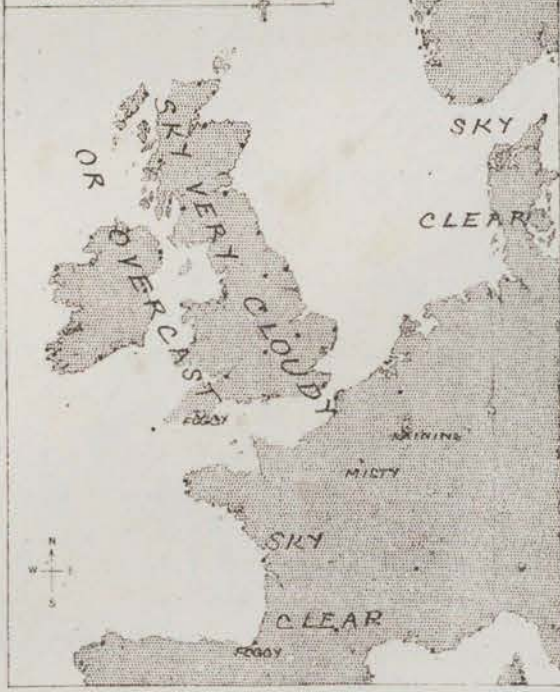 SKY VERY CLOUDY
OR OVERCAST
SKY
CLEAR
FOGGY
RAINING
MISTY
SKY
CLEAR
FOGGY
N
W E
S